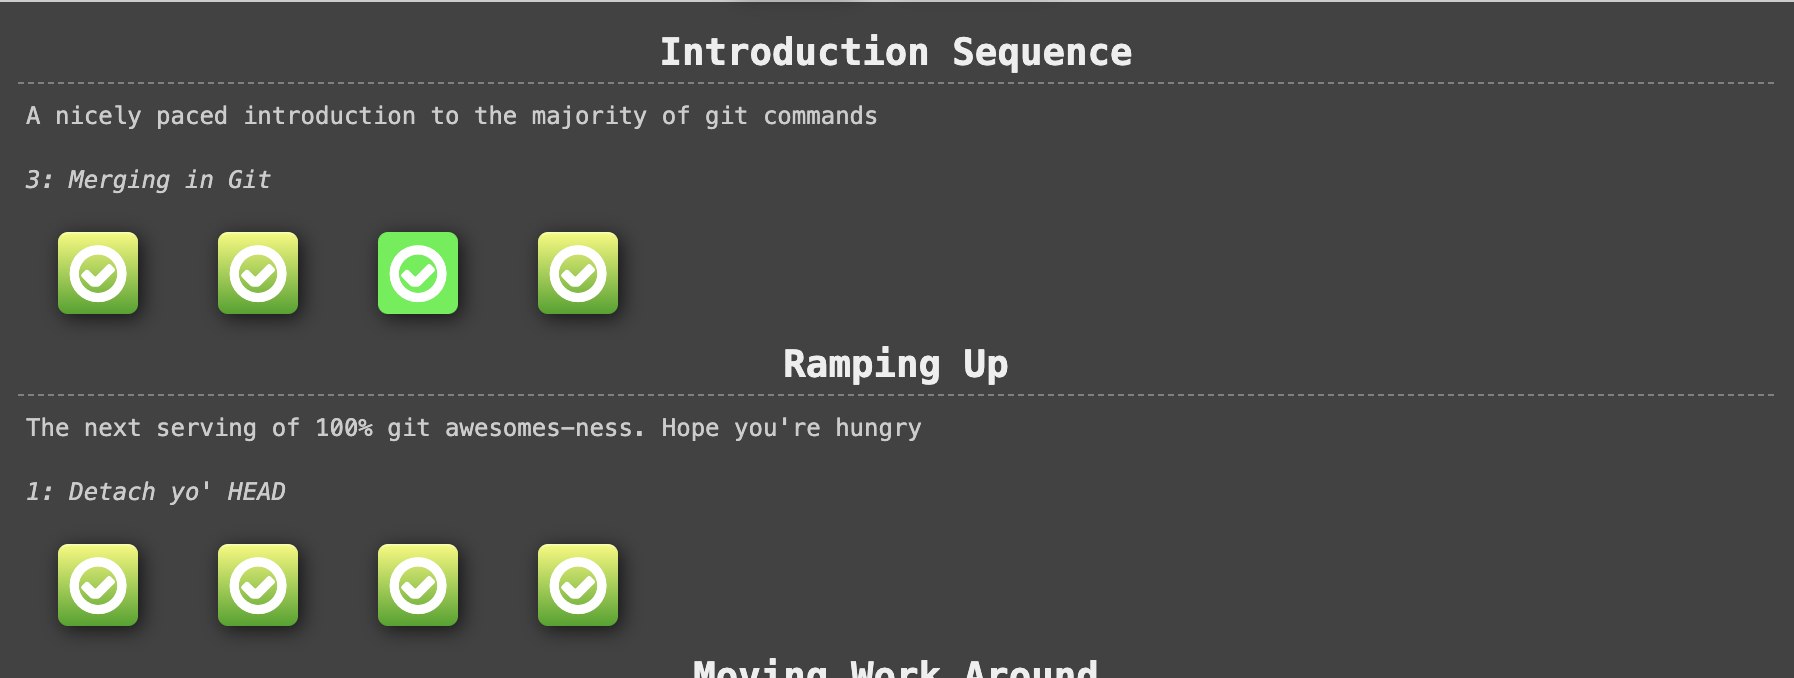 Introduction Sequence
A nicely paced introduction to the majority of git commands
3: Merging in Git
Ramping Up
The next serving of 100% git awesomes-ness. Hope you're hungry
1: Detach yo' HEAD
Moving Work Around